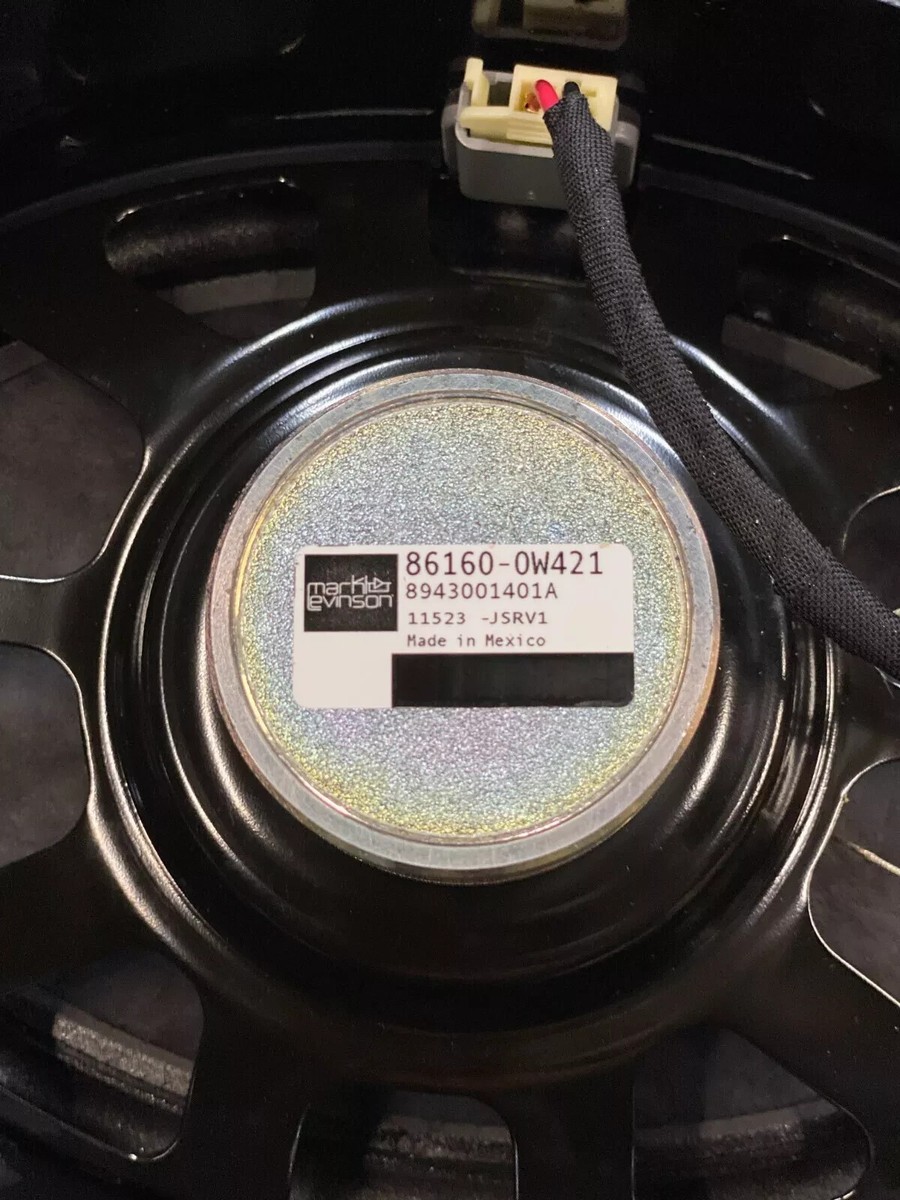 mark
levinson
86160-0W421
8943001401A
11523 -JSRV1
Made in Mexico